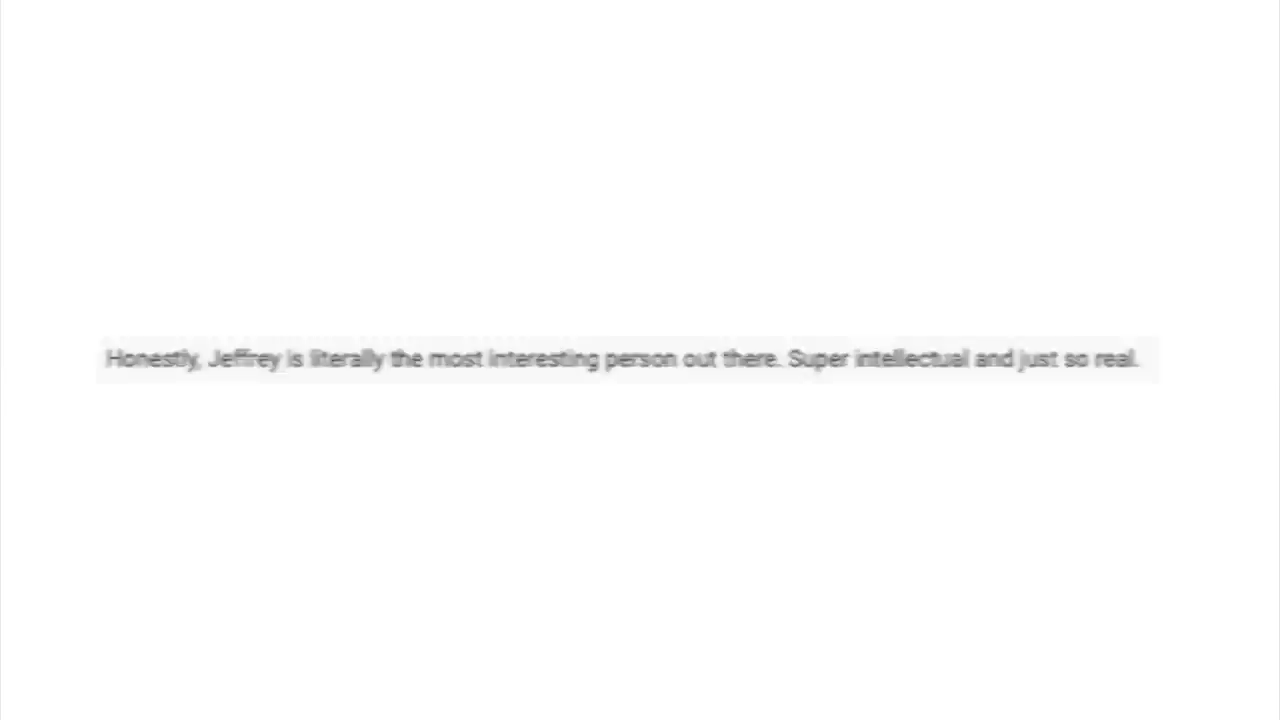 Honestly, Jeffrey is literally the most interesting person out there. Super intellectual and just so real.